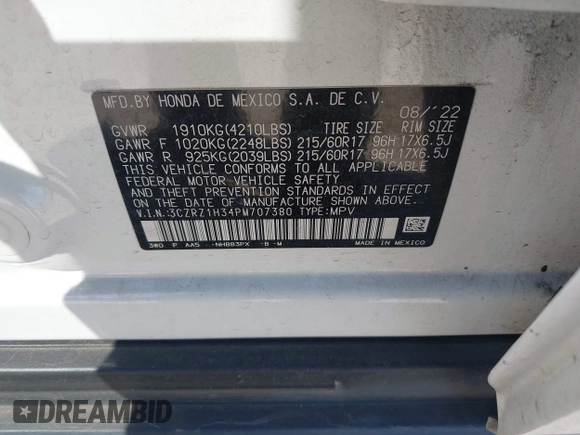 MFD.BY HONDA DE MEXICO S.A. DE C.V. 08/'22
GVWR 1910KG(4210LBS) TIRE SIZE RIM SIZE
GAWR F 1020KG(2248LBS) 215/60R17 96H 17X6.5J
GAWR R 925KG(2039LBS) 215/60R17 96H 17X6.5J
THIS VEHICLE CONFORMS TO ALL APPLICABLE
FEDERAL MOTOR VEHICLE SAFETY
AND THEFT PREVENTION STANDARDS IN EFFECT
ON THE DATE OF MANUFACTURE SHOWN ABOVE.
V.I.N:3CZRZ1H34PM707380 TYPE:MPV
3W0 P AA5 -NH883PX -B -M MADE IN MEXICO
DREAMBID